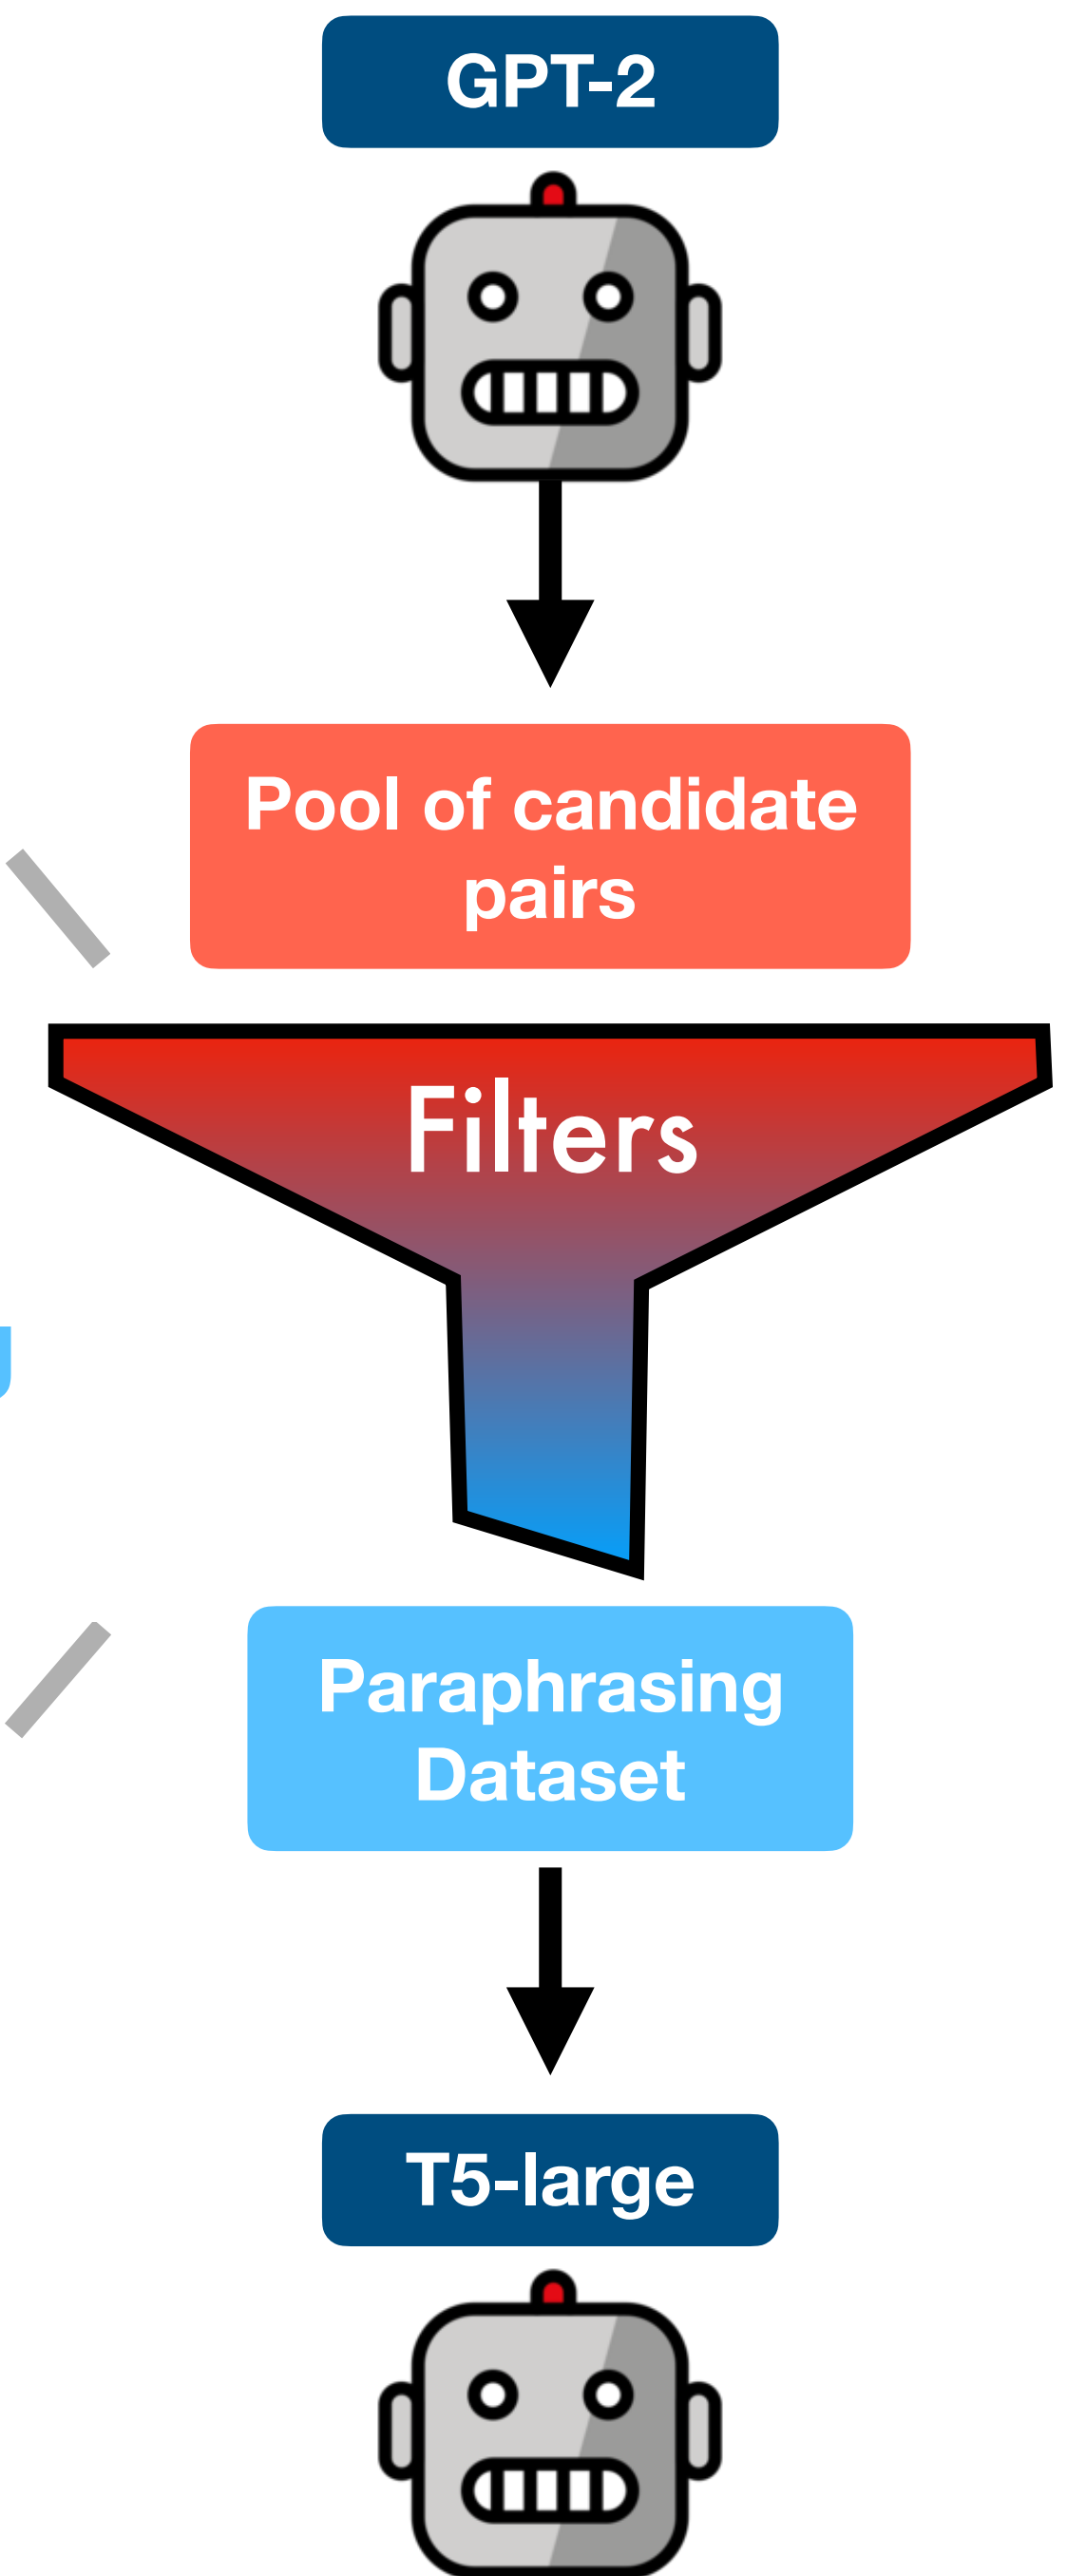 GPT-2
Pool of candidate
pairs
Filters
Paraphrasing
Dataset
T5-large